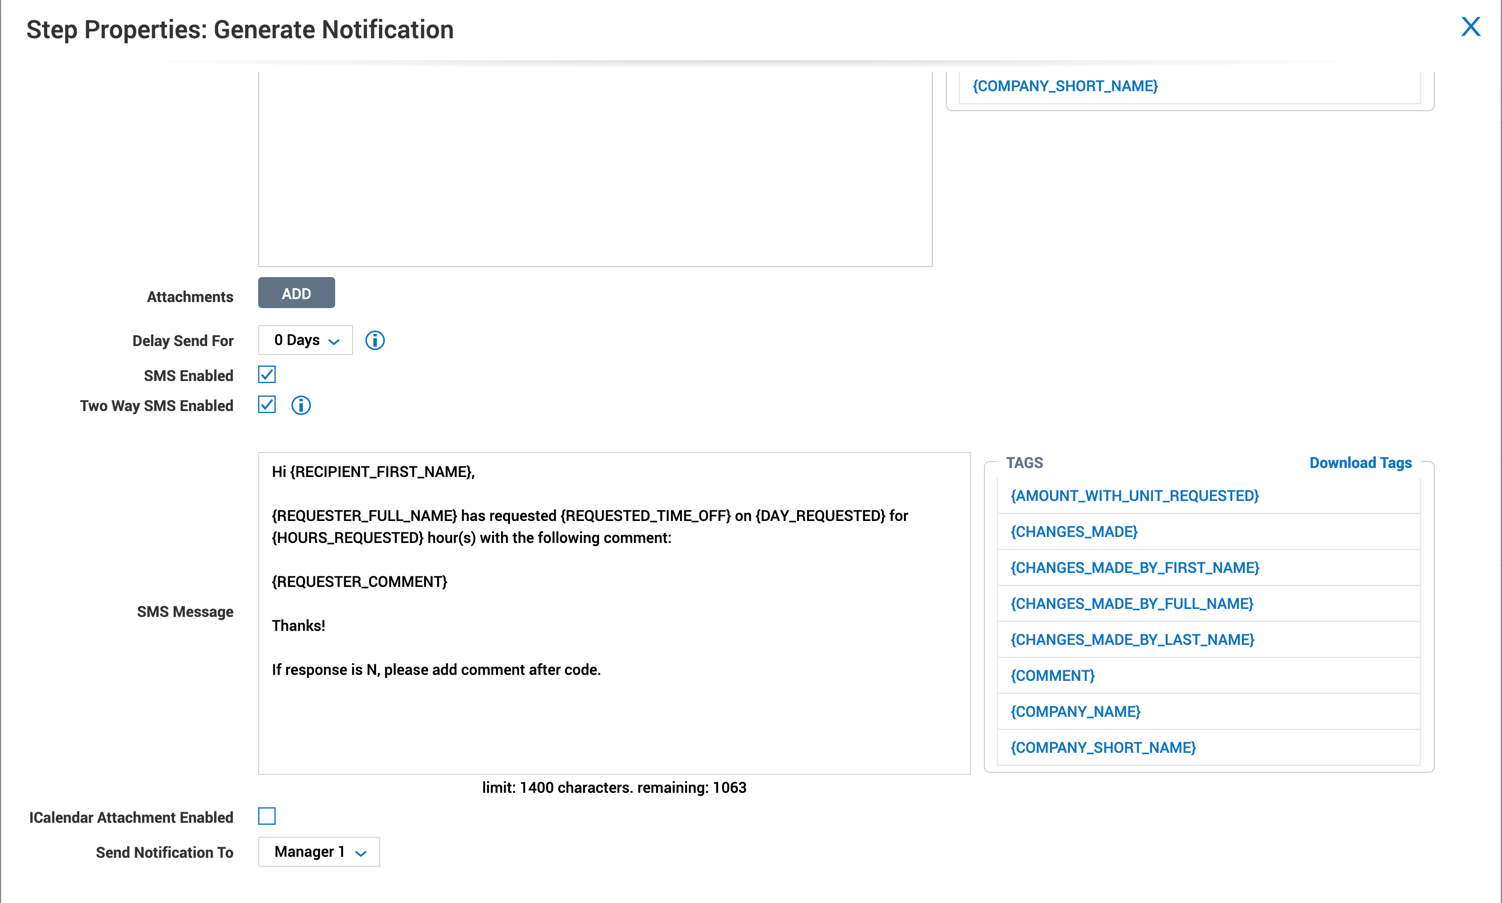 Step Properties: Generate Notification
X
{COMPANY_SHORT_NAME}
Attachments
ADD
Delay Send For
0 Days
SMS Enabled
Two Way SMS Enabled
SMS Message
Hi {RECIPIENT_FIRST_NAME},
{REQUESTER_FULL_NAME} has requested {REQUESTED_TIME_OFF} on {DAY_REQUESTED} for
{HOURS_REQUESTED} hour(s) with the following comment:
{REQUESTER_COMMENT}
Thanks!
If response is N, please add comment after code.
limit: 1400 characters. remaining: 1063
TAGS
Download Tags
{AMOUNT_WITH_UNIT_REQUESTED}
{CHANGES_MADE}
{CHANGES_MADE_BY_FIRST_NAME}
{CHANGES_MADE_BY_FULL_NAME}
{CHANGES_MADE_BY_LAST_NAME}
{COMMENT}
{COMPANY_NAME}
{COMPANY_SHORT_NAME}
ICalendar Attachment Enabled
Send Notification To
Manager 1